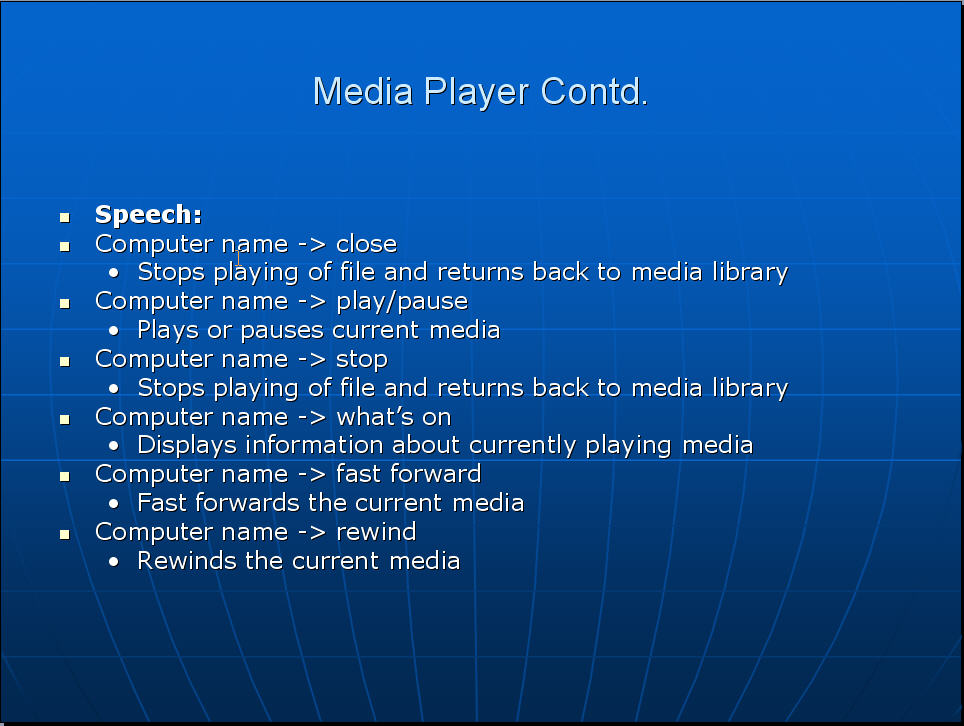 Media Player Contd.
Speech:
Computer name -> close
Stops playing of file and returns back to media library
Computer name -> play/pause
Plays or pauses current media
Computer name -> stop
Stops playing of file and returns back to media library
Computer name -> what’s on
Displays information about currently playing media
Computer name -> fast forward
Fast forwards the current media
Computer name -> rewind
Rewinds the current media